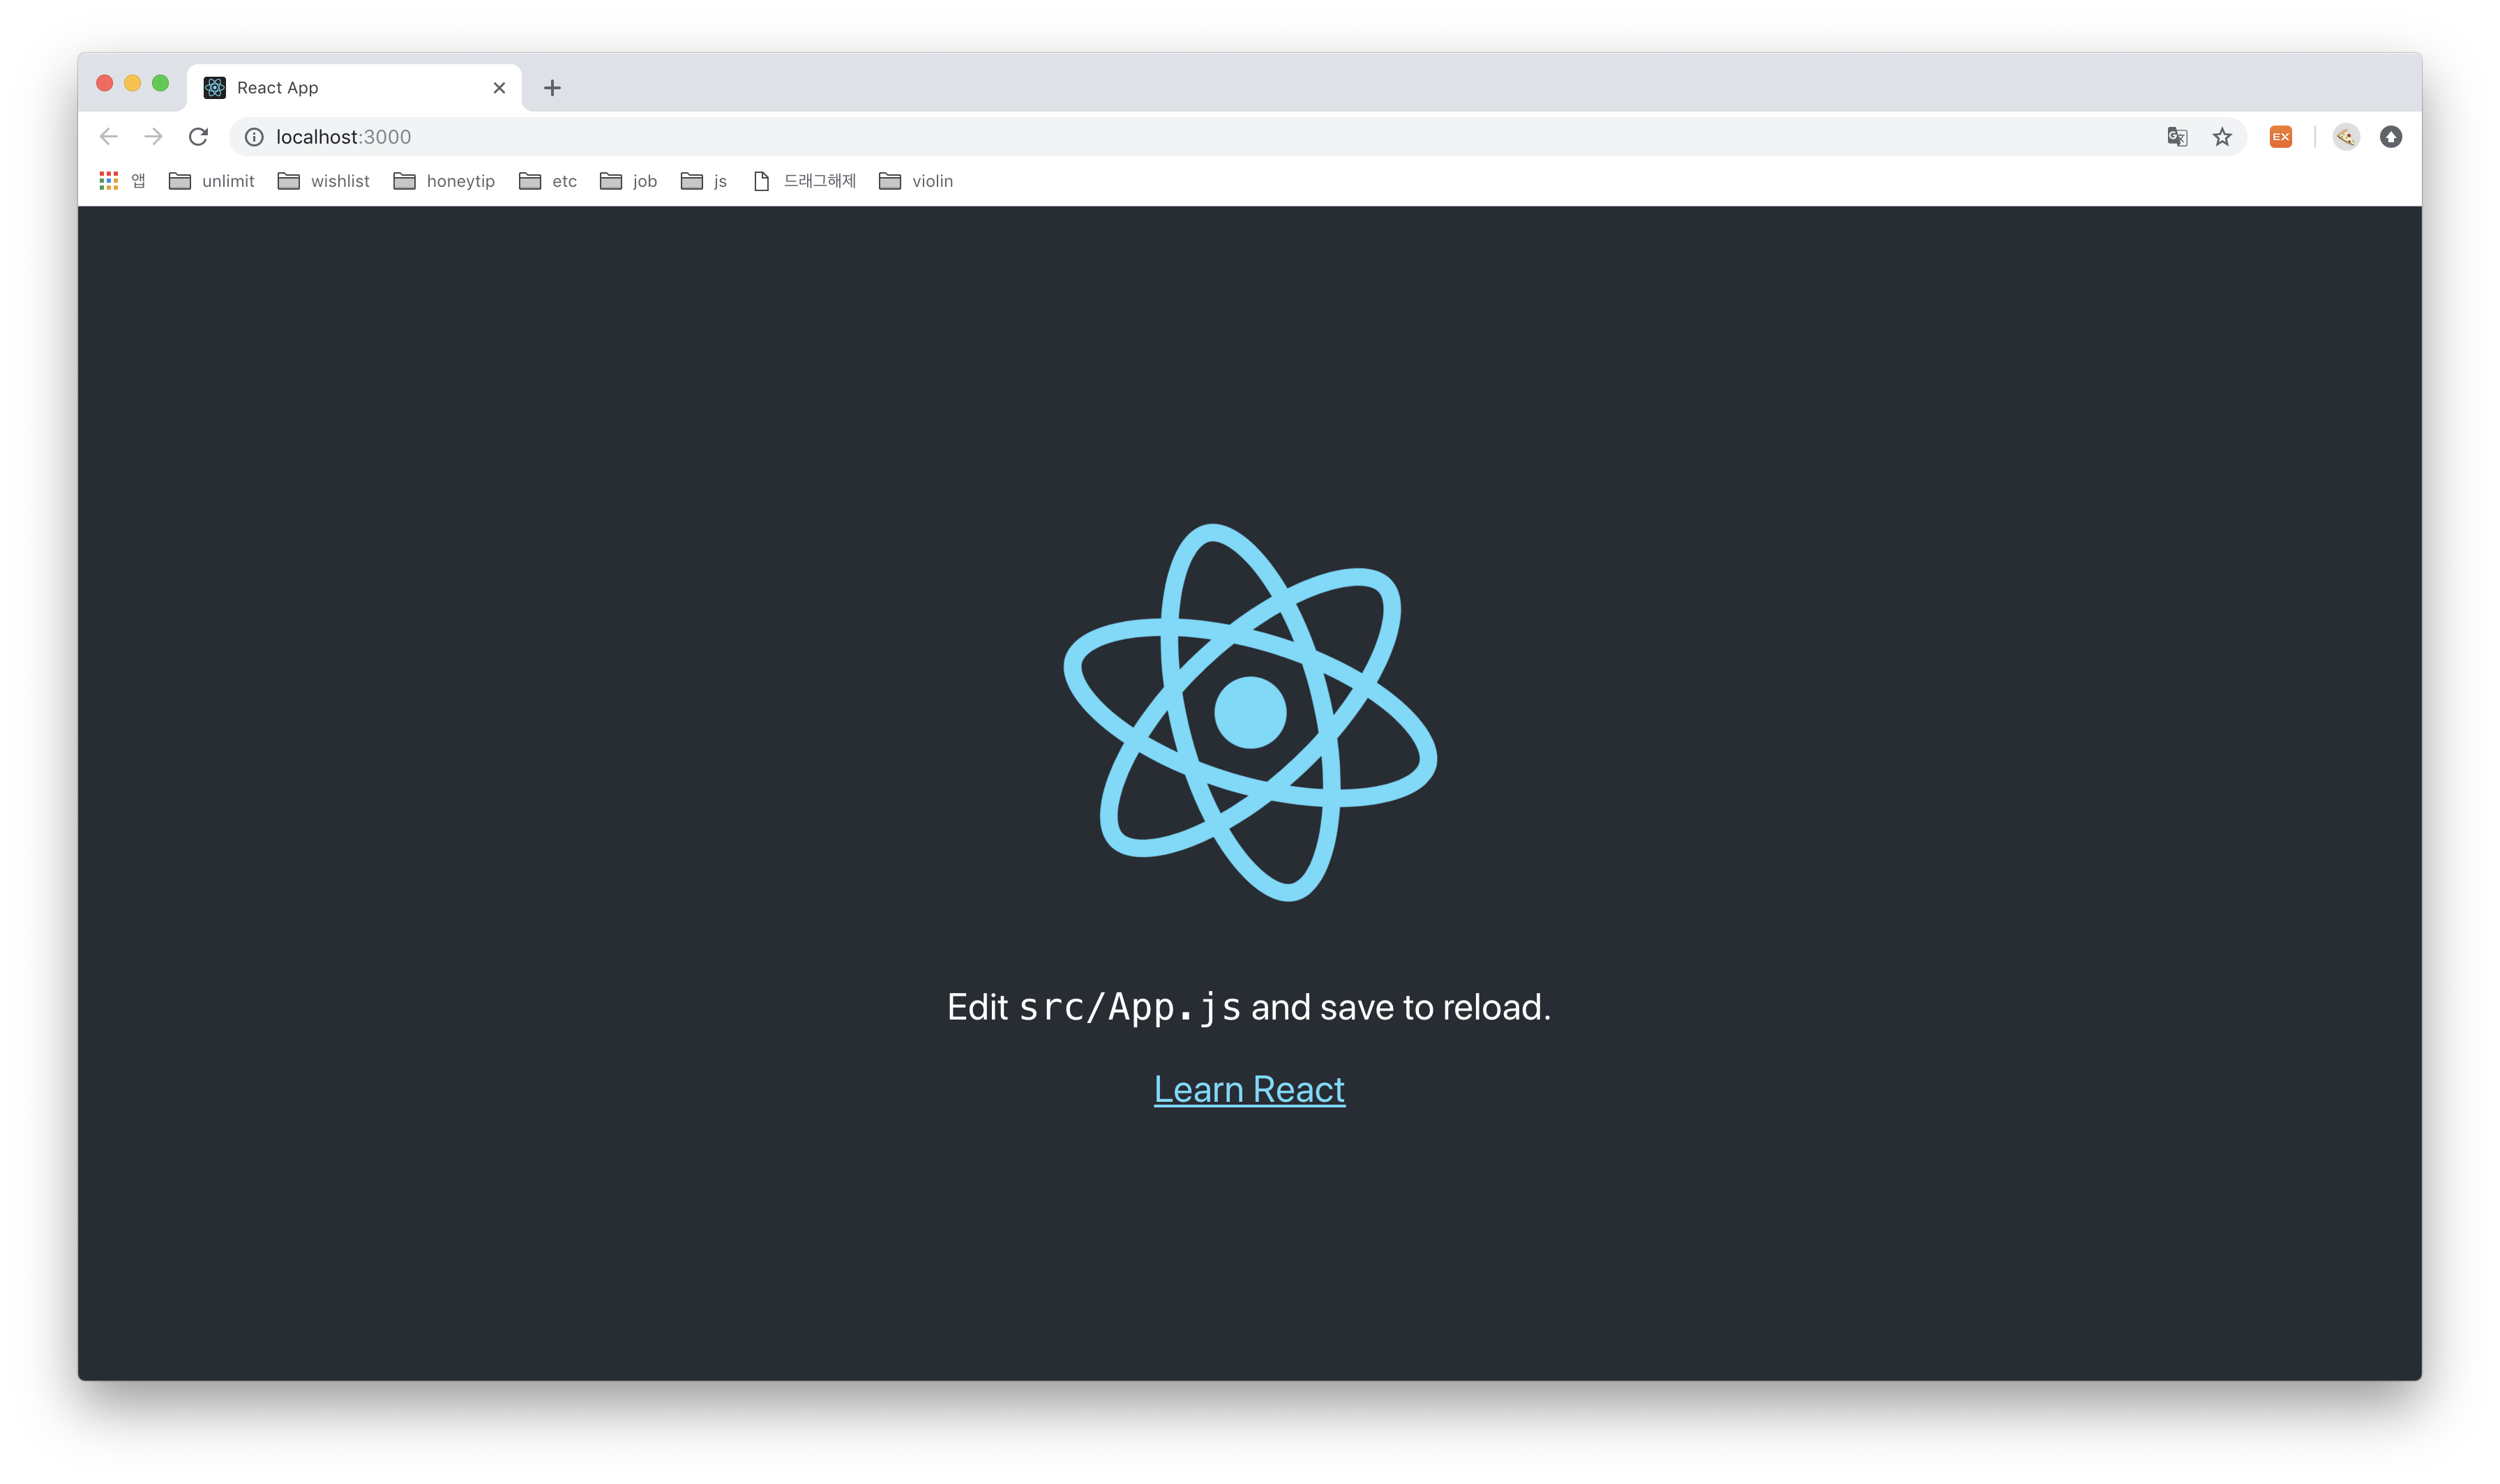 React App
localhost:3000
EX
앱 unlimit wishlist honeytip etc job js 드래그해제 violin
Edit src/App.js and save to reload.
Learn React